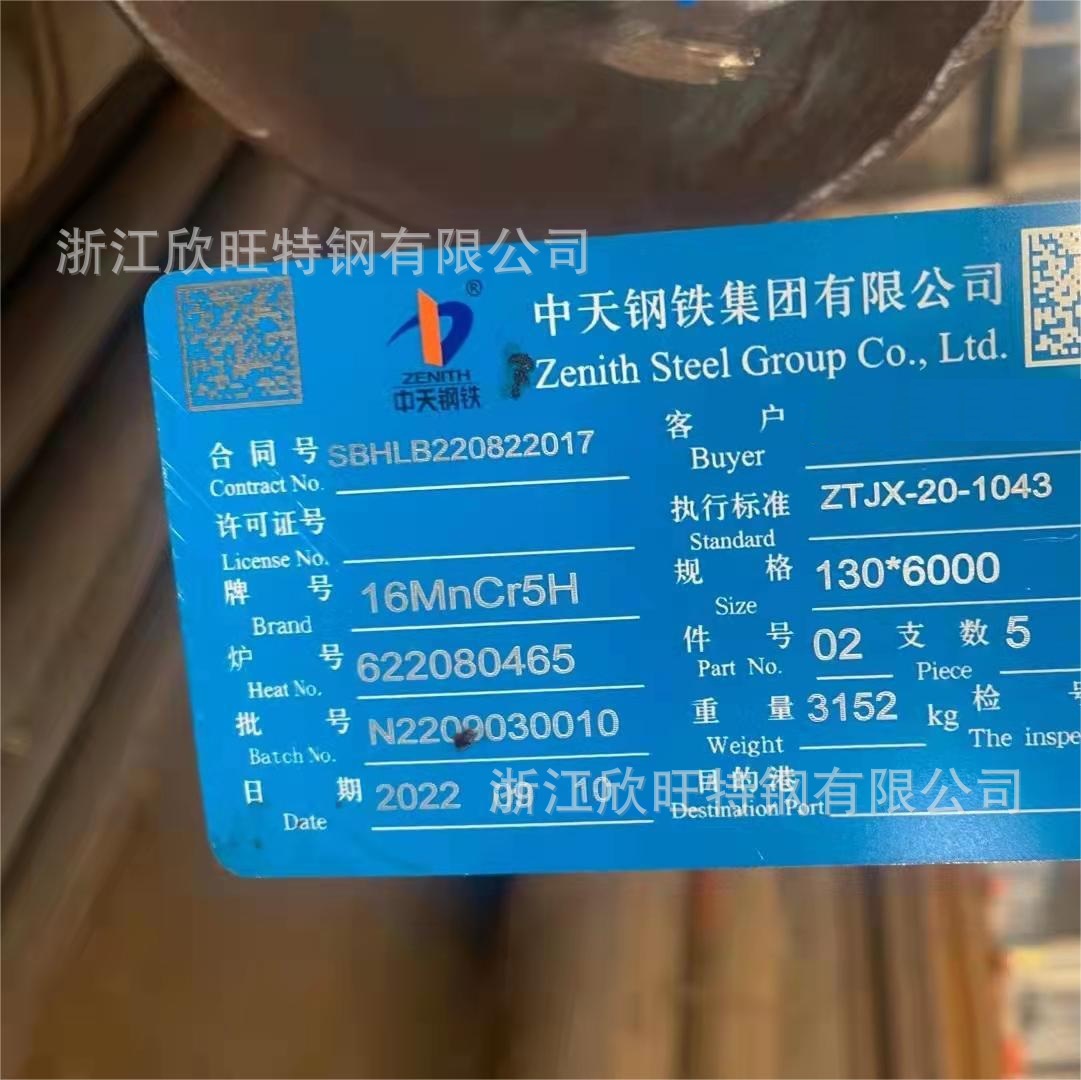 浙江欣旺特钢有限公司
®
ZENITH
中天钢铁
中天钢铁集团有限公司
Zenith Steel Group Co., Ltd.
合同号 SBHLB220822017
Contract No.
客户
Buyer
许可证号
License No.
执行标准 ZTJX-20-1043
Standard
牌号 16MnCr5H
Brand
规格 130*6000
Size
炉号 622080465
Heat No.
件号 02 支数 5
Part No. Piece
批号 N2209030010
Batch No.
重量 3152 kg 检
Weight The inspe
日期 2022 09 10
Date
目的港
Destination Port
浙江欣旺特钢有限公司